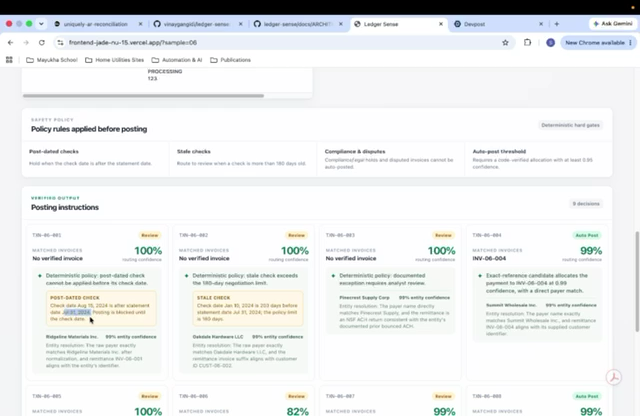 uniquely-ar-reconciliation
vinaygangidi/ledger-sense
ledger-sense/docs/ARCHIT
Ledger Sense
Devpost
Ask Gemini
frontend-jade-nu-15.vercel.app/?sample=06
New Chrome available
Mayukha School
Home Utilities Sites
Automation & AI
Publications
PROCESSING
123
SAFETY POLICY
Policy rules applied before posting
Deterministic hard gates
Post-dated checks
Hold when the check date is after the statement date.
Stale checks
Route to review when a check is more than 180 days old.
Compliance & disputes
Compliance/legal holds and disputed invoices cannot be
auto-posted.
Auto-post threshold
Requires a code-verified allocation with at least 0.95
confidence.
VERIFIED OUTPUT
Posting instructions
9 decisions
TXN-06-001
Review
MATCHED INVOICES
No verified invoice
100%
routing confidence
Deterministic policy: post-dated check
cannot be applied before its date.
POST-DATED CHECK
Check date Aug 15, 2024 is after statement
date Jul 31, 2024. Posting is blocked until
the check date.
Ridgeline Materials Inc.
99% entity confidence
Entity resolution: The raw payer exactly
matches Ridgeline Materials Inc. after
normalization, and remittance INV-06-001
aligns with the entity's identifier.
TXN-06-002
Review
MATCHED INVOICES
No verified invoice
100%
routing confidence
Deterministic policy: stale check exceeds
the 180-day negotiation limit.
STALE CHECK
Check date Jan 10, 2024 is 203 days before
statement date Jul 31, 2024; the policy limit
is 180 days.
Oakdale Hardware LLC
99% entity confidence
Entity resolution: The raw payer exactly
matches Oakdale Hardware LLC, and the
remittance invoice suffix aligns with customer
ID CUST-06-002.
TXN-06-003
Review
MATCHED INVOICES
No verified invoice
100%
routing confidence
Deterministic policy: documented
exception requires analyst review.
Pinecrest Supply Corp
99% entity confidence
Entity resolution: The payer name directly
matches Pinecrest Supply Corp, and the remittance is
an NSF ACH return consistent with the entity's
documented prior bounced ACH.
TXN-06-004
Auto Post
MATCHED INVOICES
INV-06-004
99%
routing confidence
Exact-reference candidate allocates the
payment to INV-06-004 at 0.99
confidence, with a direct payer match.
Summit Wholesale Inc.
99% entity confidence
Entity resolution: The raw payer exactly
matches Summit Wholesale Inc, and remittance
INV-06-004 aligns with its supplied customer
identifier.
TXN-06-005
Review
MATCHED INVOICES
100%
TXN-06-006
Review
MATCHED INVOICES
82%
TXN-06-007
Review
MATCHED INVOICES
99%
TXN-06-008
Auto Post
MATCHED INVOICES
99%